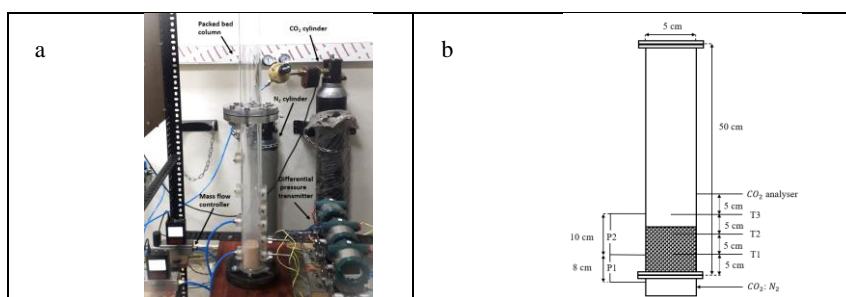 a
Packed bed
column
CO₂ cylinder
N₂ cylinder
Mass flow
controller
Differential
pressure
transmitter
b
5 cm
50 cm
CO₂ analyser
5 cm
T3
5 cm
T2
5 cm
T1
5 cm
10 cm
P2
8 cm
P1
CO₂: N₂